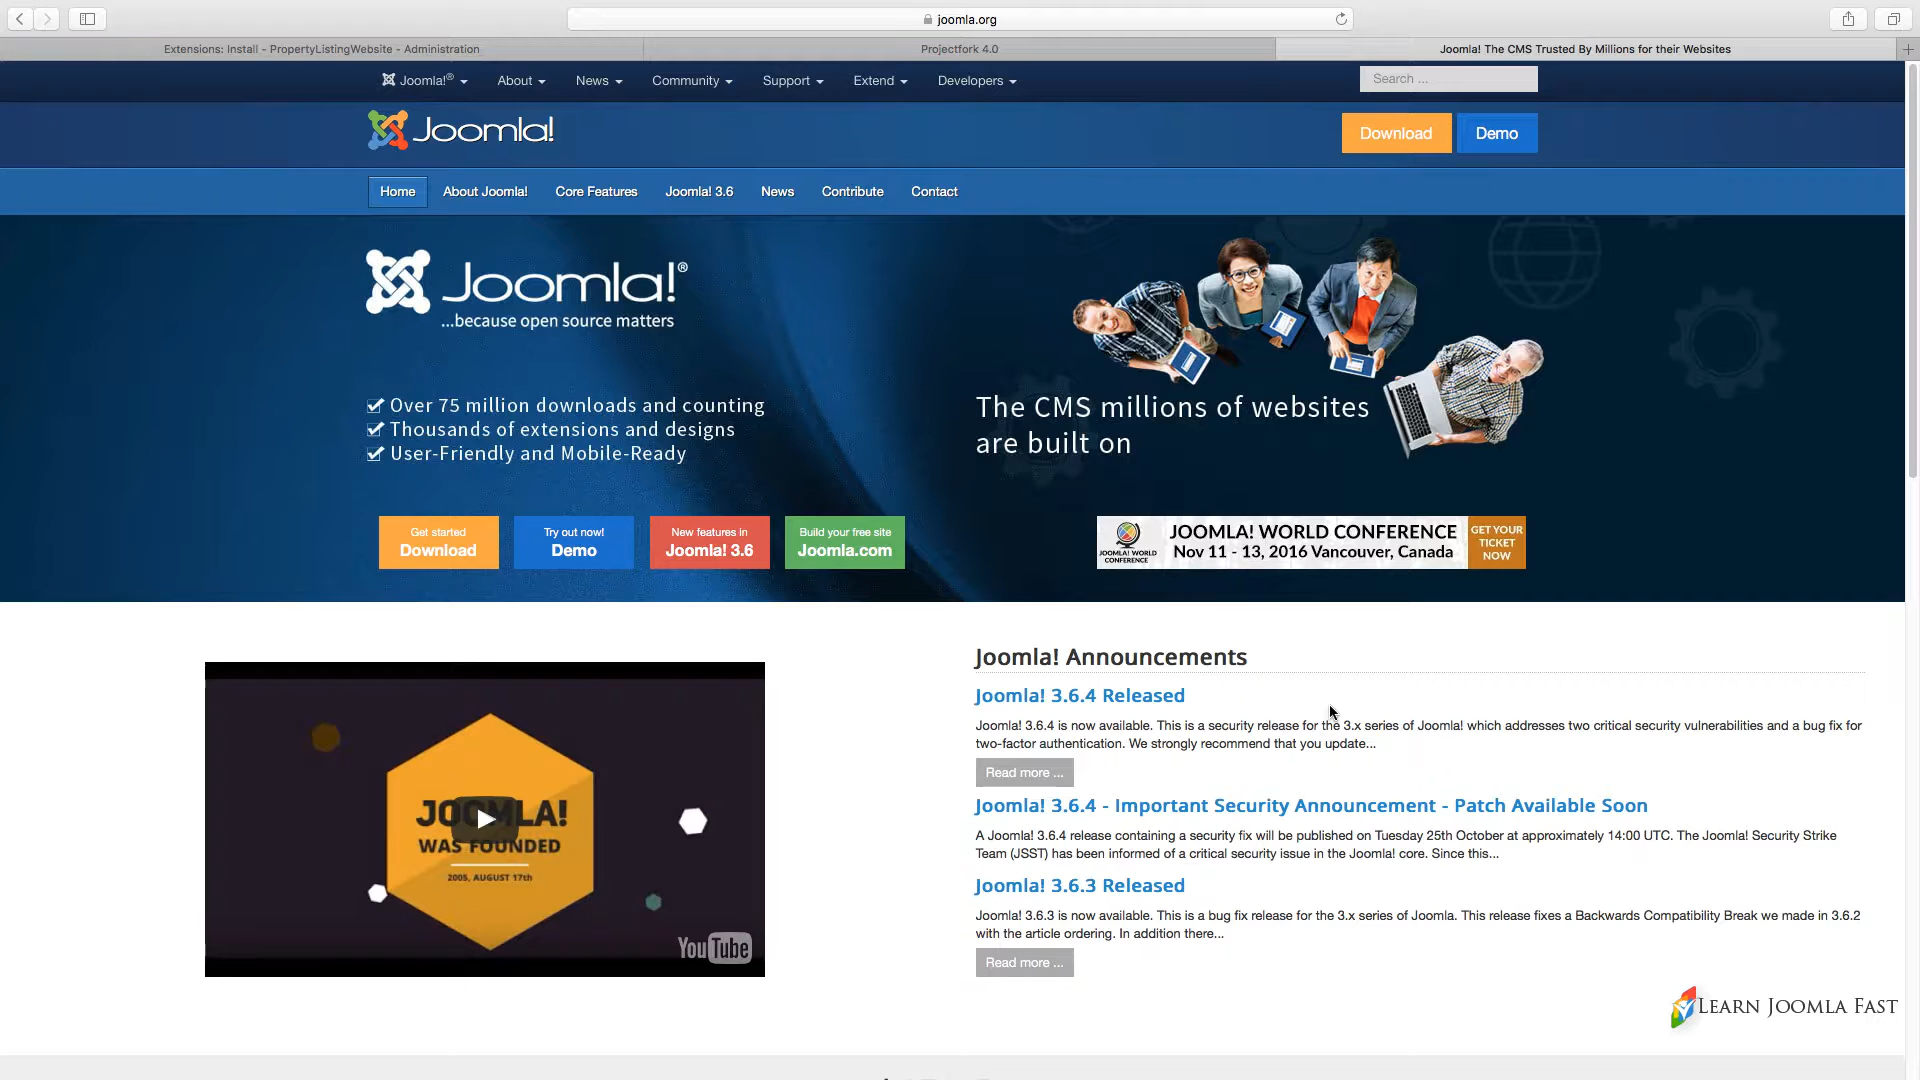 joomla.org
Extensions: Install - PropertyListingWebsite - Administration
Projectfork 4.0
Joomla! The CMS Trusted By Millions for their Websites
Joomla!® About News Community Support Extend Developers
Search ...
Joomla!
Download Demo
Home About Joomla! Core Features Joomla! 3.6 News Contribute Contact
Joomla!®
...because open source matters
Over 75 million downloads and counting
Thousands of extensions and designs
User-Friendly and Mobile-Ready
The CMS millions of websites
are built on
Get started
Download
Try out now!
Demo
New features in
Joomla! 3.6
Build your free site
Joomla.com
JOOMLA! WORLD
CONFERENCE
JOOMLA! WORLD CONFERENCE
Nov 11 - 13, 2016 Vancouver, Canada
GET YOUR
TICKET
NOW
JOOMLA!
WAS FOUNDED
2005, AUGUST 17th
YouTube
Joomla! Announcements
Joomla! 3.6.4 Released
Joomla! 3.6.4 is now available. This is a security release for the 3.x series of Joomla! which addresses two critical security vulnerabilities and a bug fix for
two-factor authentication. We strongly recommend that you update...
Read more ...
Joomla! 3.6.4 - Important Security Announcement - Patch Available Soon
A Joomla! 3.6.4 release containing a security fix will be published on Tuesday 25th October at approximately 14:00 UTC. The Joomla! Security Strike
Team (JSST) has been informed of a critical security issue in the Joomla! core. Since this...
Joomla! 3.6.3 Released
Joomla! 3.6.3 is now available. This is a bug fix release for the 3.x series of Joomla. This release fixes a Backwards Compatibility Break we made in 3.6.2
with the article ordering. In addition there...
Read more ...
LEARN JOOMLA FAST